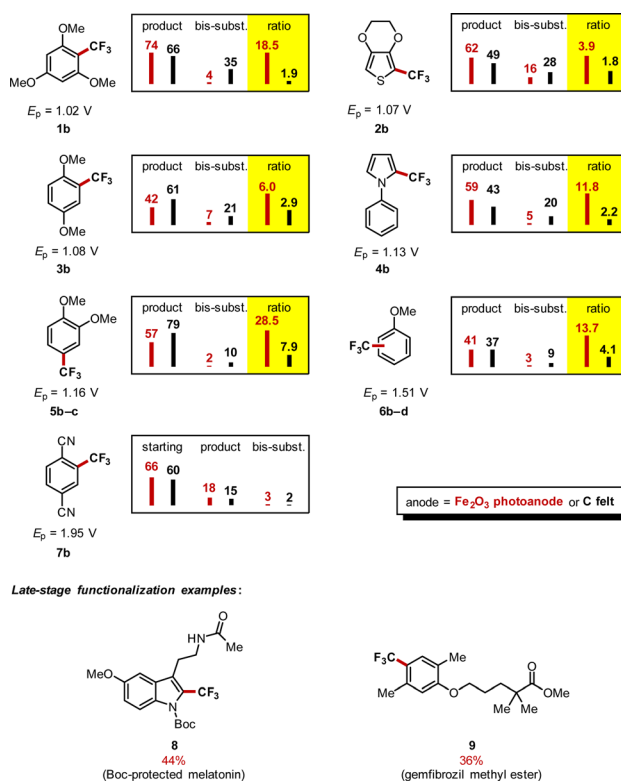 OMe
CF3
MeO
OMe
Ep = 1.02 V
1b
product bis-subst. ratio
74 66 4 35 18.5 1.9
O
O
S
CF3
Ep = 1.07 V
2b
product bis-subst. ratio
62 49 16 28 3.9 1.8
OMe
CF3
OMe
Ep = 1.08 V
3b
product bis-subst. ratio
42 61 7 21 6.0 2.9
N
CF3
Ep = 1.13 V
4b
product bis-subst. ratio
59 43 5 20 11.8 2.2
OMe
OMe
CF3
Ep = 1.16 V
5b–c
product bis-subst. ratio
57 79 2 10 28.5 7.9
OMe
F3C
Ep = 1.51 V
6b–d
product bis-subst. ratio
41 37 3 9 13.7 4.1
CN
CF3
CN
Ep = 1.95 V
7b
starting product bis-subst.
66 60 18 15 3 2
anode = Fe2O3 photoanode or C felt
Late-stage functionalization examples:
O
HN
Me
MeO
CF3
N
Boc
8
44%
(Boc-protected melatonin)
F3C
Me
Me
O
O
OMe
Me Me
9
36%
(gemfibrozil methyl ester)